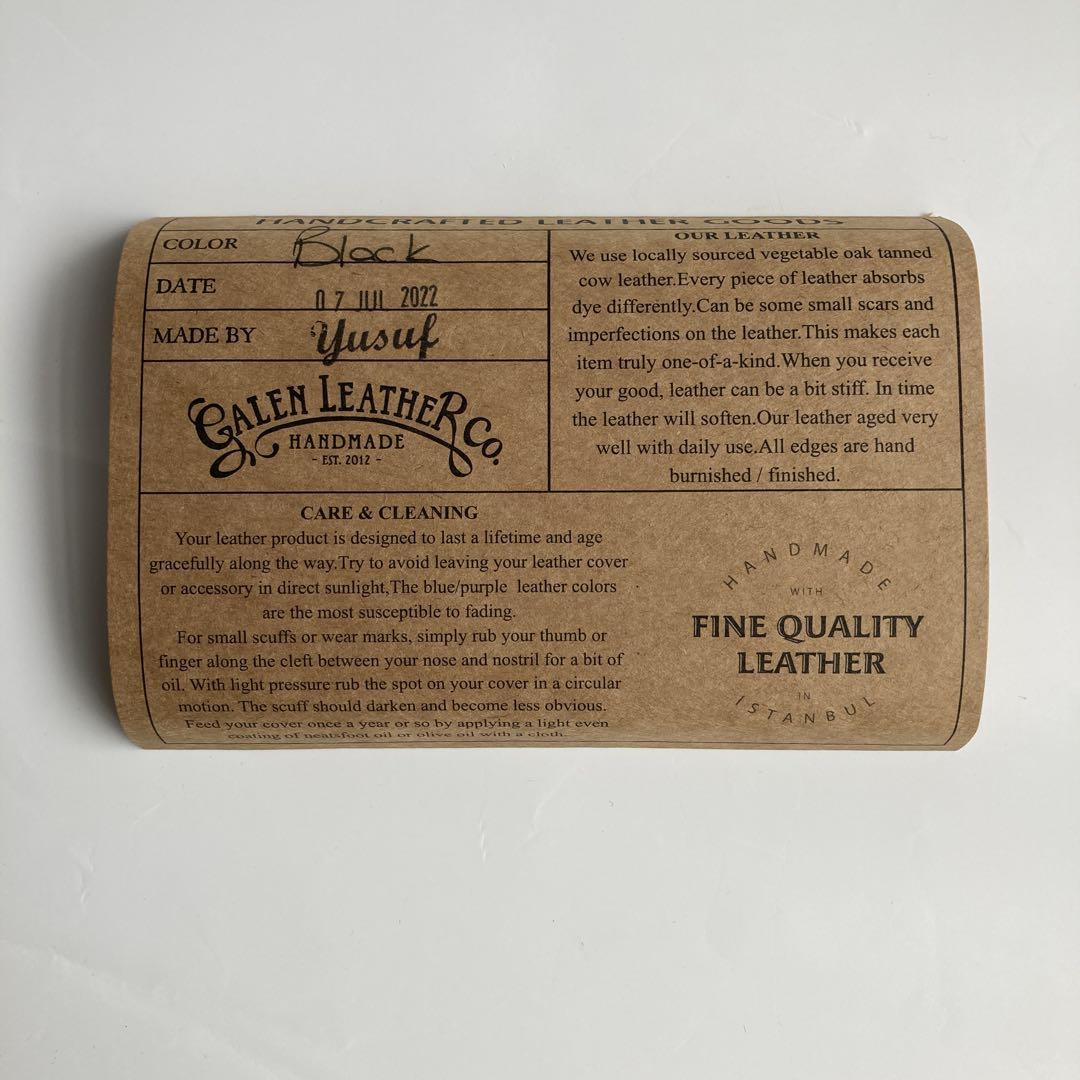 HANDCRAFTED LEATHER GOODS
COLOR Black
DATE 07 JUL 2022
MADE BY Yusuf
GALEN LEATHER CO.
HANDMADE
- EST. 2012 -
OUR LEATHER
We use locally sourced vegetable oak tanned
cow leather.Every piece of leather absorbs
dye differently.Can be some small scars and
imperfections on the leather.This makes each
item truly one-of-a-kind.When you receive
your good, leather can be a bit stiff. In time
the leather will soften.Our leather aged very
well with daily use.All edges are hand
burnished / finished.
CARE & CLEANING
Your leather product is designed to last a lifetime and age
gracefully along the way.Try to avoid leaving your leather cover
or accessory in direct sunlight,The blue/purple leather colors
are the most susceptible to fading.
For small scuffs or wear marks, simply rub your thumb or
finger along the cleft between your nose and nostril for a bit of
oil. With light pressure rub the spot on your cover in a circular
motion. The scuff should darken and become less obvious.
Feed your cover once a year or so by applying a light even
coating of neatsfoot oil or olive oil with a cloth.
HANDMADE
WITH
FINE QUALITY
LEATHER
IN
ISTANBUL